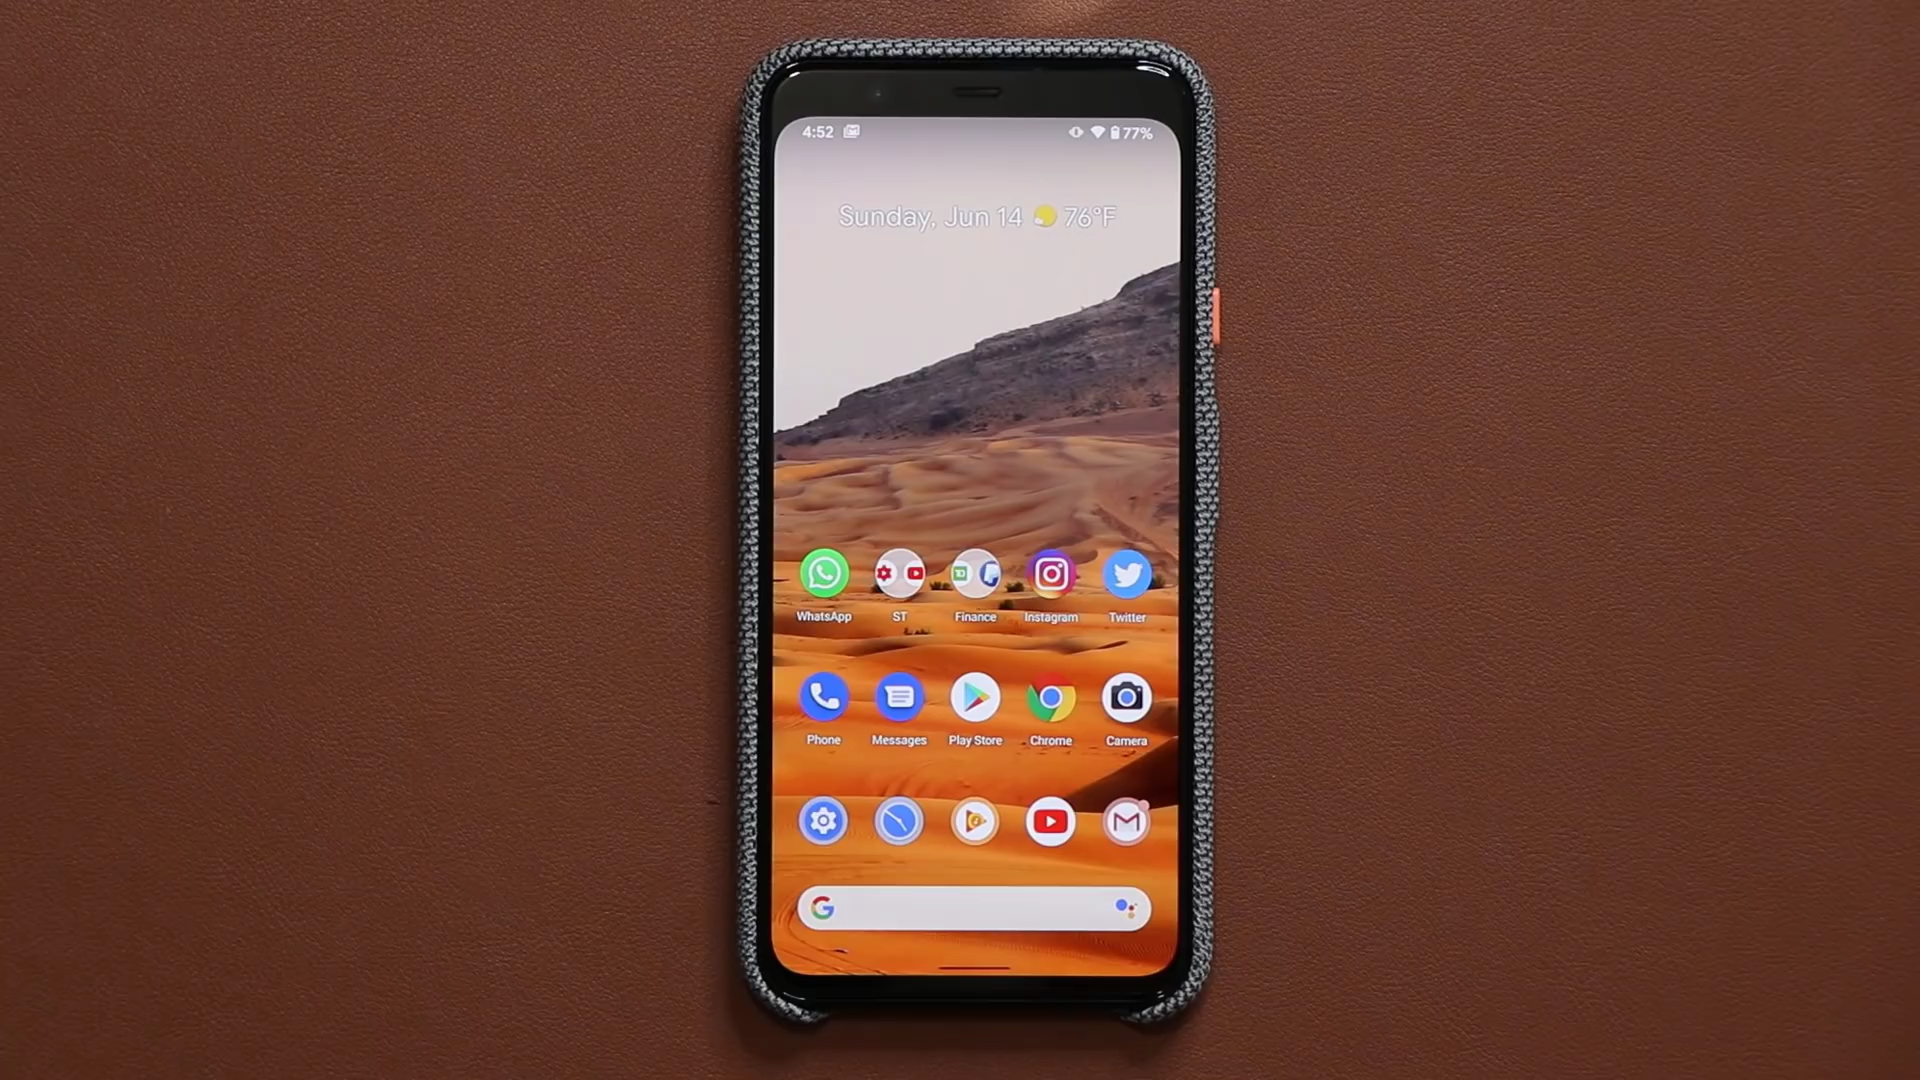 4:52 77%
Sunday, Jun 14 76°F
WhatsApp ST Finance Instagram Twitter
Phone Messages Play Store Chrome Camera